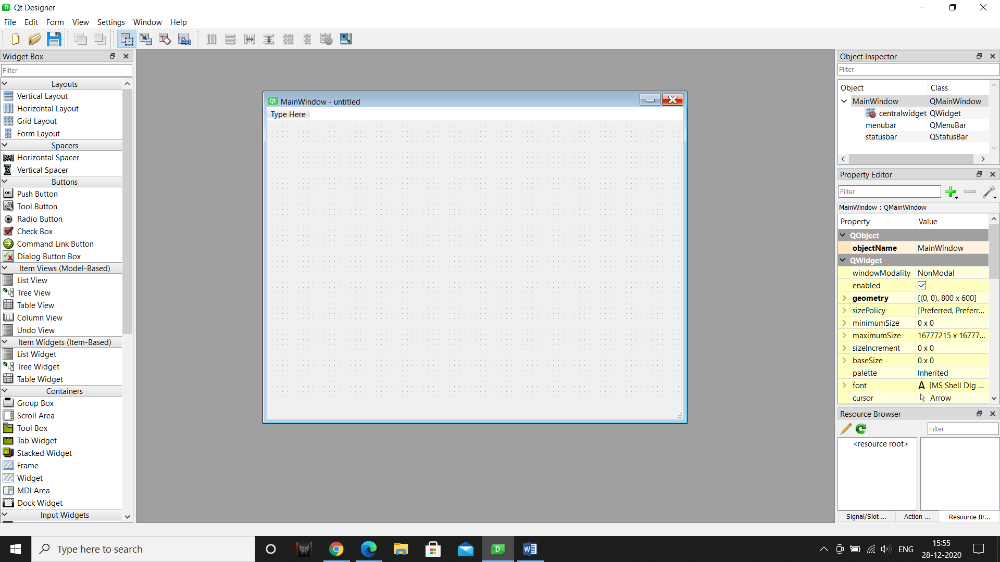 Qt Designer
File Edit Form View Settings Window Help
Widget Box
Filter
Layouts
Vertical Layout
Horizontal Layout
Grid Layout
Form Layout
Spacers
Horizontal Spacer
Vertical Spacer
Buttons
OK Push Button
Tool Button
Radio Button
Check Box
Command Link Button
Dialog Button Box
Item Views (Model-Based)
List View
Tree View
Table View
Column View
Undo View
Item Widgets (Item-Based)
List Widget
Tree Widget
Table Widget
Containers
Group Box
Scroll Area
Tool Box
Tab Widget
Stacked Widget
Frame
Widget
MDI Area
Dock Widget
Input Widgets
Qt MainWindow - untitled
Type Here
Object Inspector
Filter
Object Class
MainWindow QMainWindow
centralwidget QWidget
menubar QMenuBar
statusbar QStatusBar
Property Editor
Filter
MainWindow : QMainWindow
Property Value
QObject
objectName MainWindow
QWidget
windowModality NonModal
enabled
geometry [(0, 0), 800 x 600]
sizePolicy [Preferred, Preferr...
minimumSize 0 x 0
maximumSize 16777215 x 16777...
sizeIncrement 0 x 0
baseSize 0 x 0
palette Inherited
font A [MS Shell Dlg ...
cursor Arrow
Resource Browser
Filter
<resource root>
Signal/Slot ... Action ... Resource Br...
Type here to search
ENG
15:55
28-12-2020